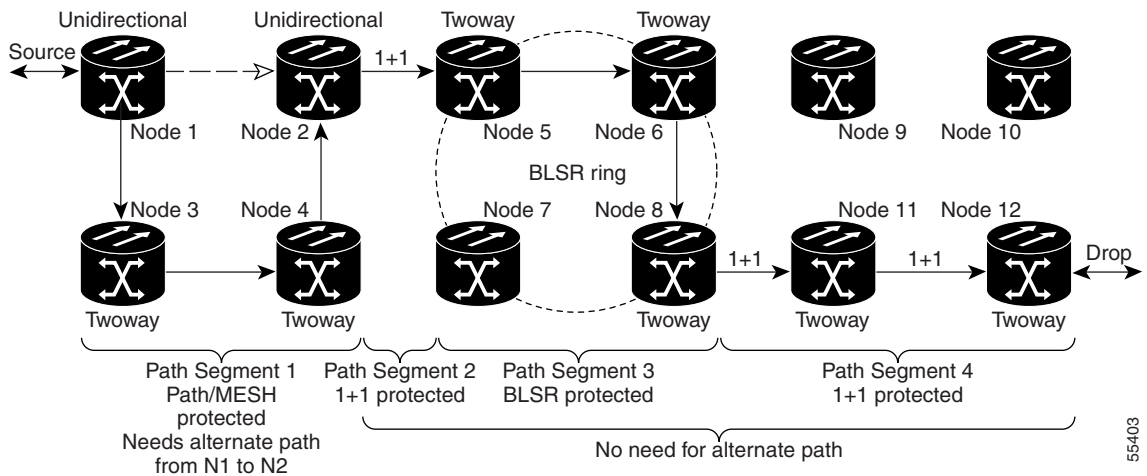 Unidirectional
Unidirectional
Twoway
Twoway
Source
1+1
Node 1
Node 2
Node 5
Node 6
Node 9
Node 10
BLSR ring
Node 3
Node 4
Node 7
Node 8
Node 11
Node 12
1+1
1+1
Drop
Twoway
Twoway
Twoway
Twoway
Twoway
Path Segment 1
Path/MESH
protected
Needs alternate path
from N1 to N2
Path Segment 2
1+1 protected
Path Segment 3
BLSR protected
Path Segment 4
1+1 protected
No need for alternate path
55403